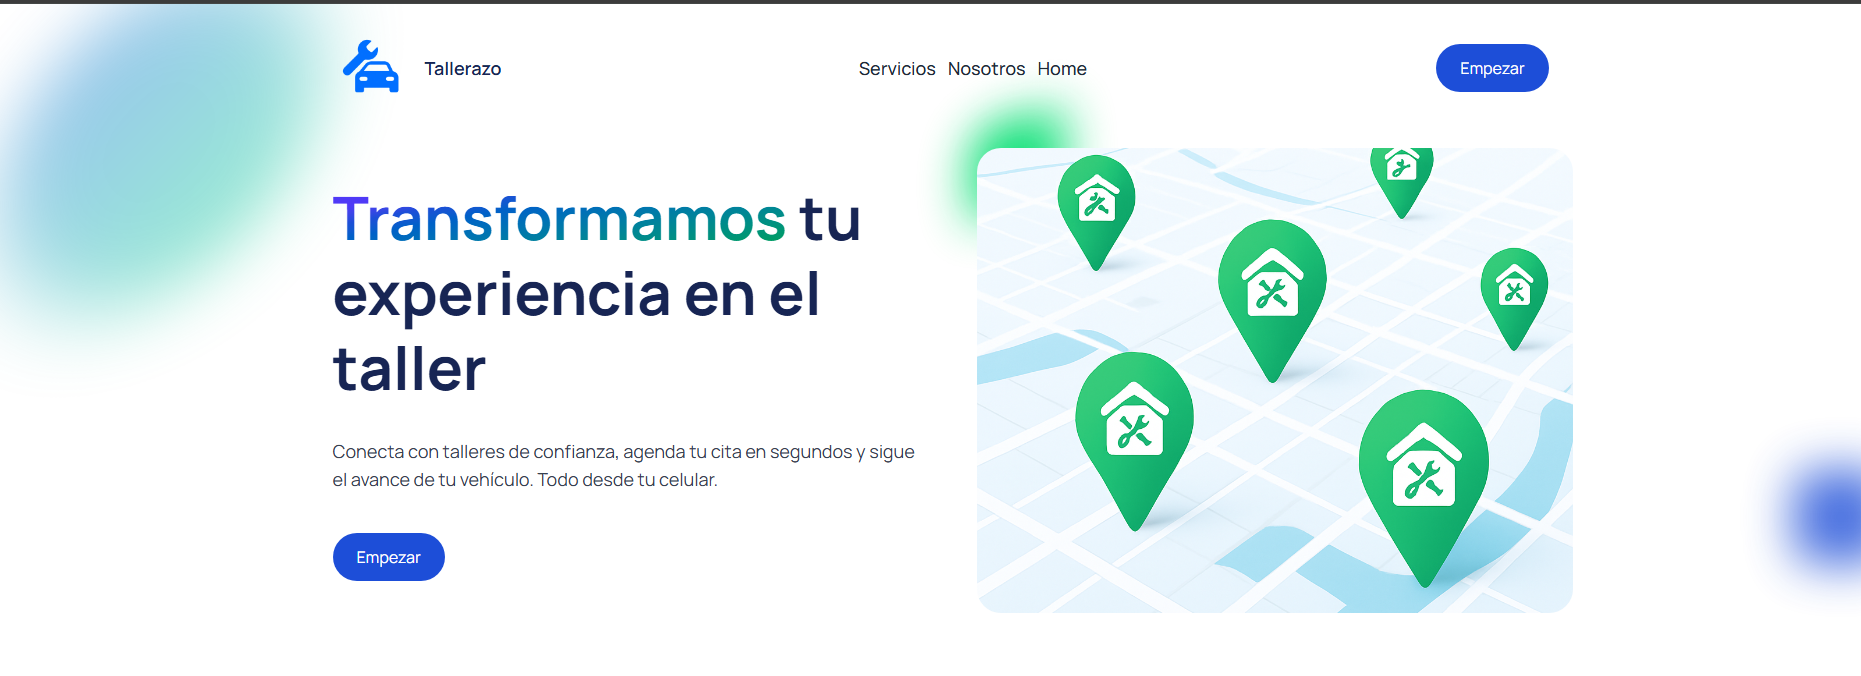 Tallerazo
Servicios Nosotros Home
Empezar
Transformamos tu
experiencia en el
taller
Conecta con talleres de confianza, agenda tu cita en segundos y sigue
el avance de tu vehículo. Todo desde tu celular.
Empezar